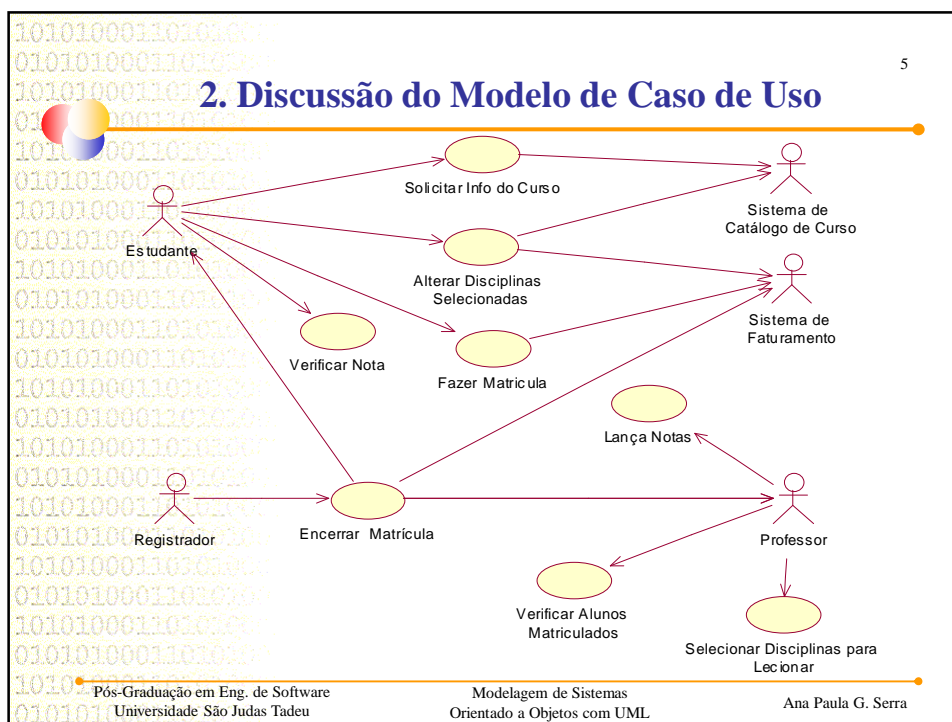 5
2. Discussão do Modelo de Caso de Uso
Solicitar Info do Curso
Sistema de
Catálogo de Curso
Estudante
Alterar Disciplinas
Selecionadas
Sistema de
Faturamento
Verificar Nota
Fazer Matricula
Lança Notas
Registrador
Encerrar Matrícula
Professor
Verificar Alunos
Matriculados
Selecionar Disciplinas para
Lecionar
Pós-Graduação em Eng. de Software
Universidade São Judas Tadeu
Modelagem de Sistemas
Orientado a Objetos com UML
Ana Paula G. Serra